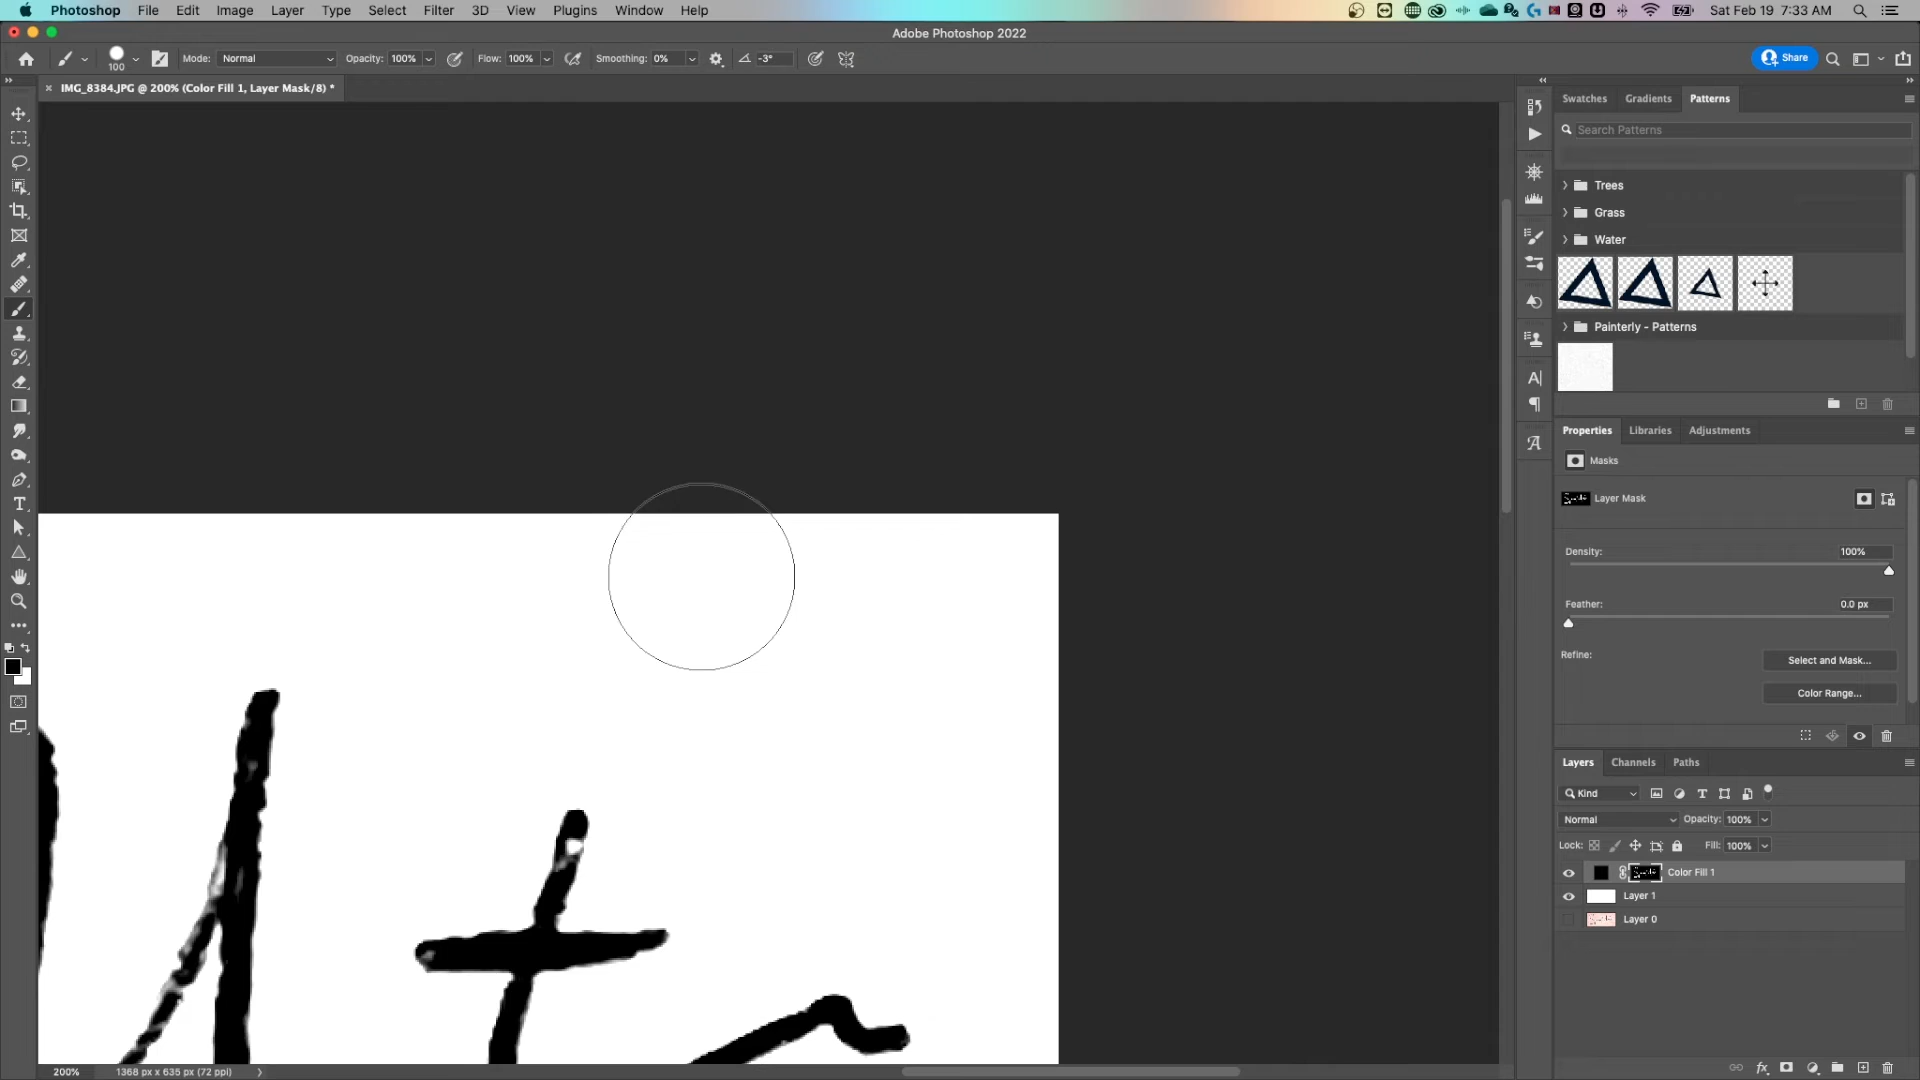 Photoshop File Edit Image Layer Type Select Filter 3D View Plugins Window Help Sat Feb 19 7:33 AM
Adobe Photoshop 2022
100 Mode: Normal Opacity: 100% Flow: 100% Smoothing: 0% -3° Share
IMG_8384.JPG @ 200% (Color Fill 1, Layer Mask/8) *
Swatches Gradients Patterns
Search Patterns
Trees
Grass
Water
Painterly - Patterns
Properties Libraries Adjustments
Masks
Layer Mask
Density: 100%
Feather: 0.0 px
Refine: Select and Mask...
Color Range...
Layers Channels Paths
Kind
Normal Opacity: 100%
Lock: Fill: 100%
Color Fill 1
Layer 1
Layer 0
200% 1368 px x 635 px (72 ppi)